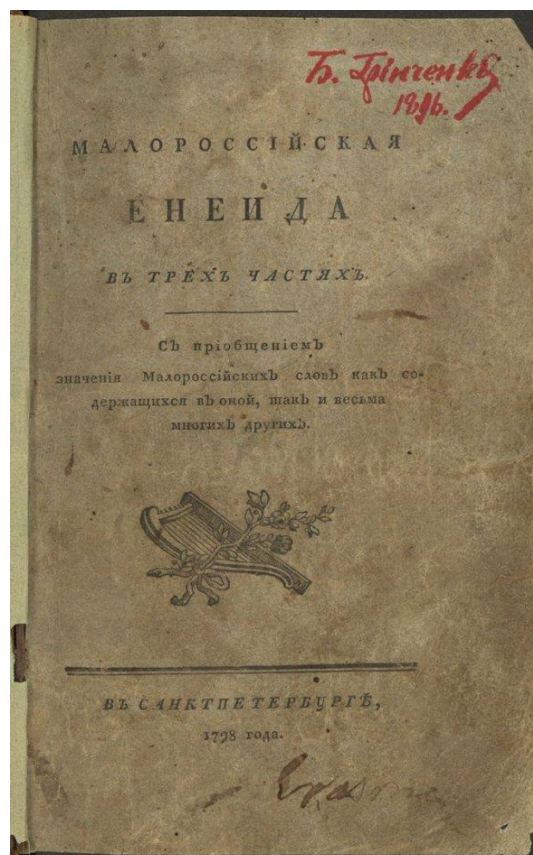 Б. Грінченко
МАЛОРОССІЙСКАЯ
ЕНЕИДА
ВЪ ТРЕХЪ ЧАСТЯХЪ.
Съ пріобщеніемъ
значенія Малороссійскихъ словъ какъ со-
держащихся въ оной, такъ и весьма
многихъ другихъ.
ВЪ САНКТПЕТЕРБУРГѢ,
1798 года.